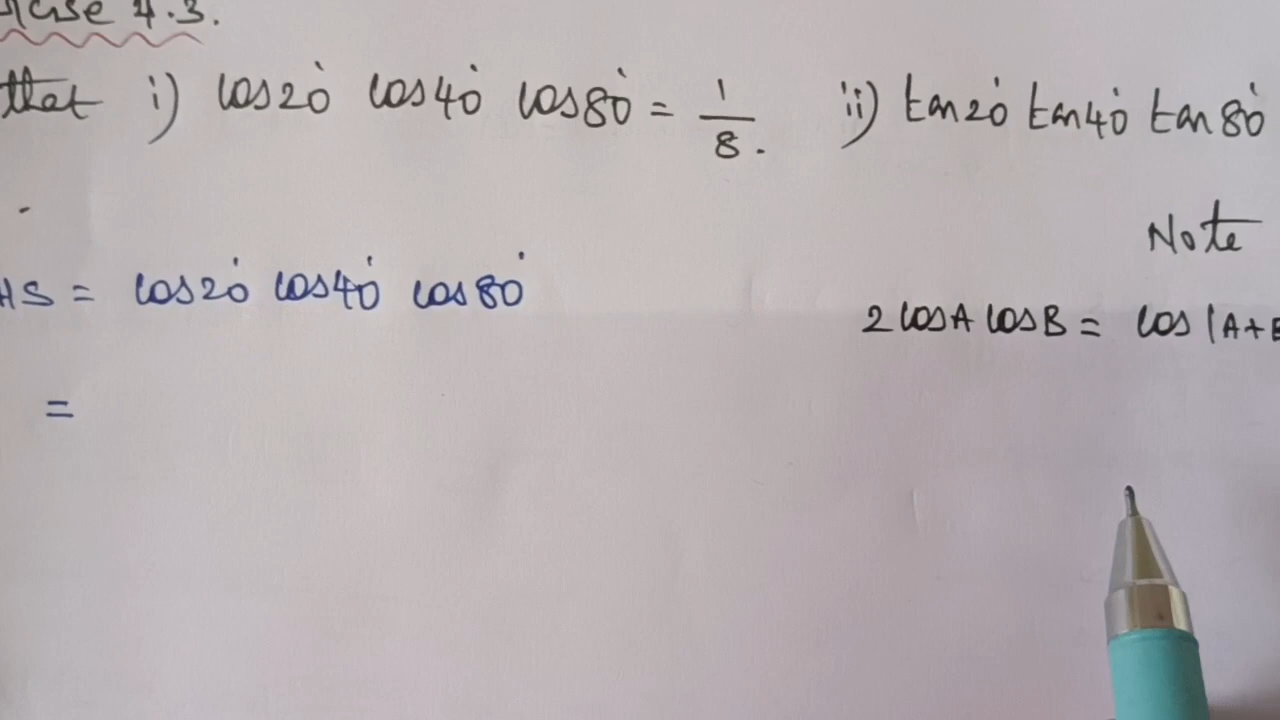 4.3.
that i) cos20° cos40° cos80° = 1/8. ii) tan20° tan40° tan80°
Note
HS = cos20° cos40° cos80°
2cosA cosB = cos(A+B
=